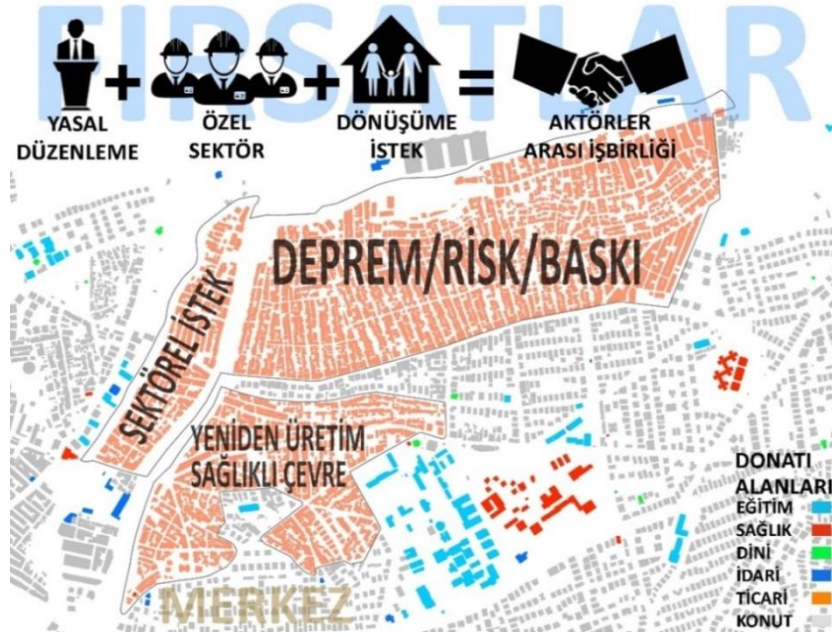 FIRSATLAR
+ + =
YASAL
DÜZENLEME
ÖZEL
SEKTÖR
DÖNÜŞÜME
İSTEK
AKTÖRLER
ARASI İŞBİRLİĞİ
DEPREM/RİSK/BASKI
SEKTÖREL İSTEK
YENİDEN ÜRETİM
SAĞLIKLI ÇEVRE
MERKEZ
DONATI
ALANLARI
EĞİTİM
SAĞLIK
DİNİ
İDARİ
TİCARİ
KONUT